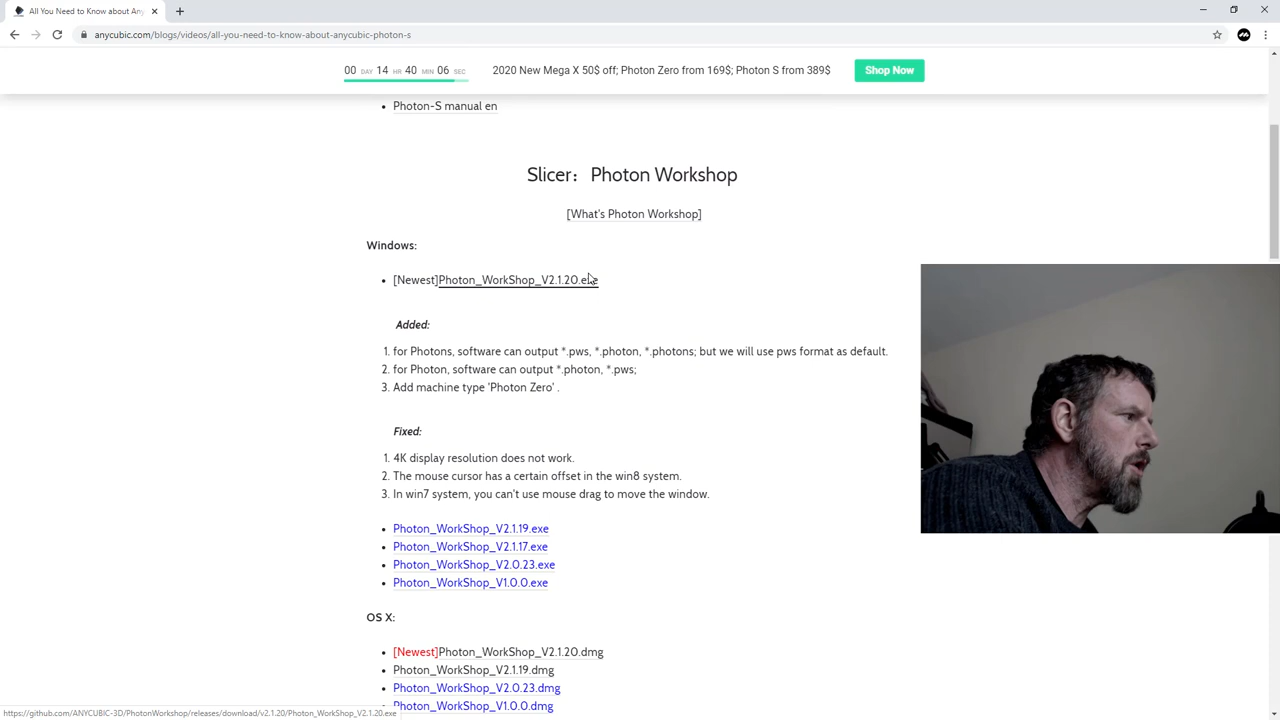 All You Need to Know about Any
anycubic.com/blogs/videos/all-you-need-to-know-about-anycubic-photon-s
00 DAY 14 HR 40 MIN 06 SEC
2020 New Mega X 50$ off; Photon Zero from 169$; Photon S from 389$
Shop Now
• Photon-S manual en
Slicer：Photon Workshop
[What's Photon Workshop]
Windows:
• [Newest]Photon_WorkShop_V2.1.20.exe
Added:
1. for Photons, software can output *.pws, *.photon, *.photons; but we will use pws format as default.
2. for Photon, software can output *.photon, *.pws;
3. Add machine type 'Photon Zero' .
Fixed:
1. 4K display resolution does not work.
2. The mouse cursor has a certain offset in the win8 system.
3. In win7 system, you can't use mouse drag to move the window.
• Photon_WorkShop_V2.1.19.exe
• Photon_WorkShop_V2.1.17.exe
• Photon_WorkShop_V2.0.23.exe
• Photon_WorkShop_V1.0.0.exe
OS X:
• [Newest]Photon_WorkShop_V2.1.20.dmg
• Photon_WorkShop_V2.1.19.dmg
• Photon_WorkShop_V2.0.23.dmg
• Photon_WorkShop_V1.0.0.dmg
https://github.com/ANYCUBIC-3D/PhotonWorkshop/releases/download/v2.1.20/Photon_WorkShop_V2.1.20.exe